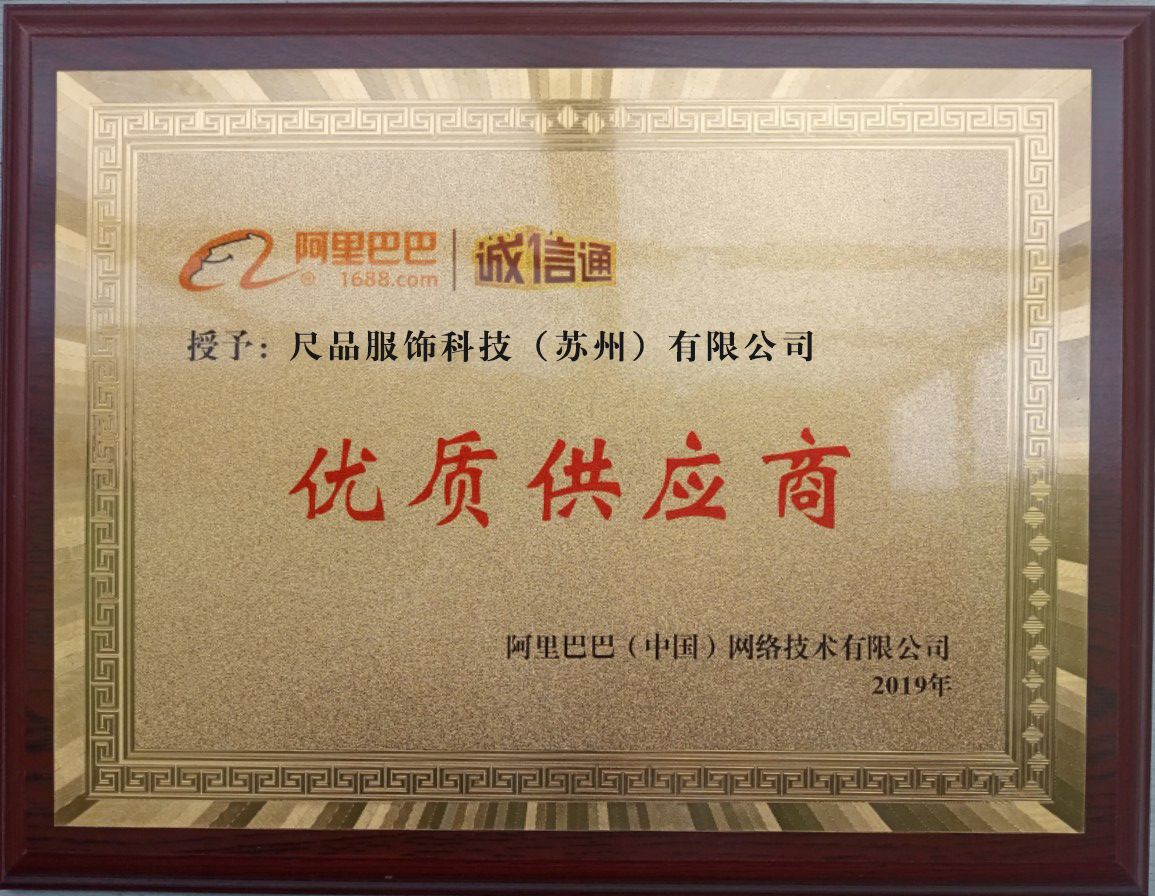 阿里巴巴 | 诚信通
® 1688.com
授予：尺品服饰科技（苏州）有限公司
优质供应商
阿里巴巴（中国）网络技术有限公司
2019年